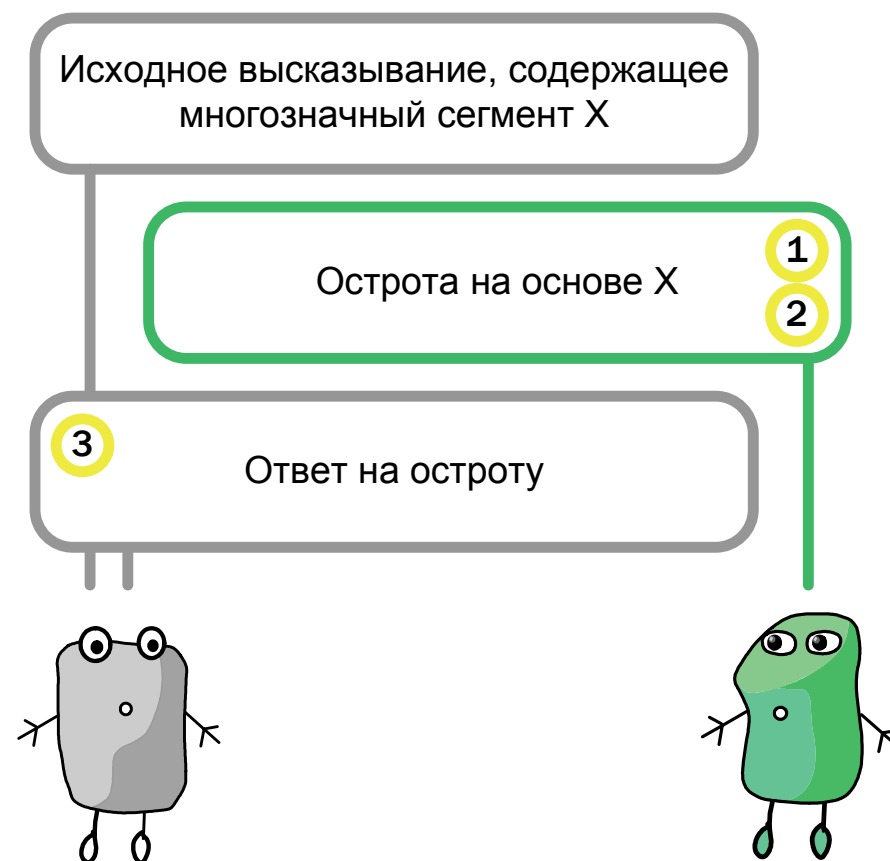 Исходное высказывание, содержащее
многозначный сегмент X
Острота на основе X
1
2
3
Ответ на остроту